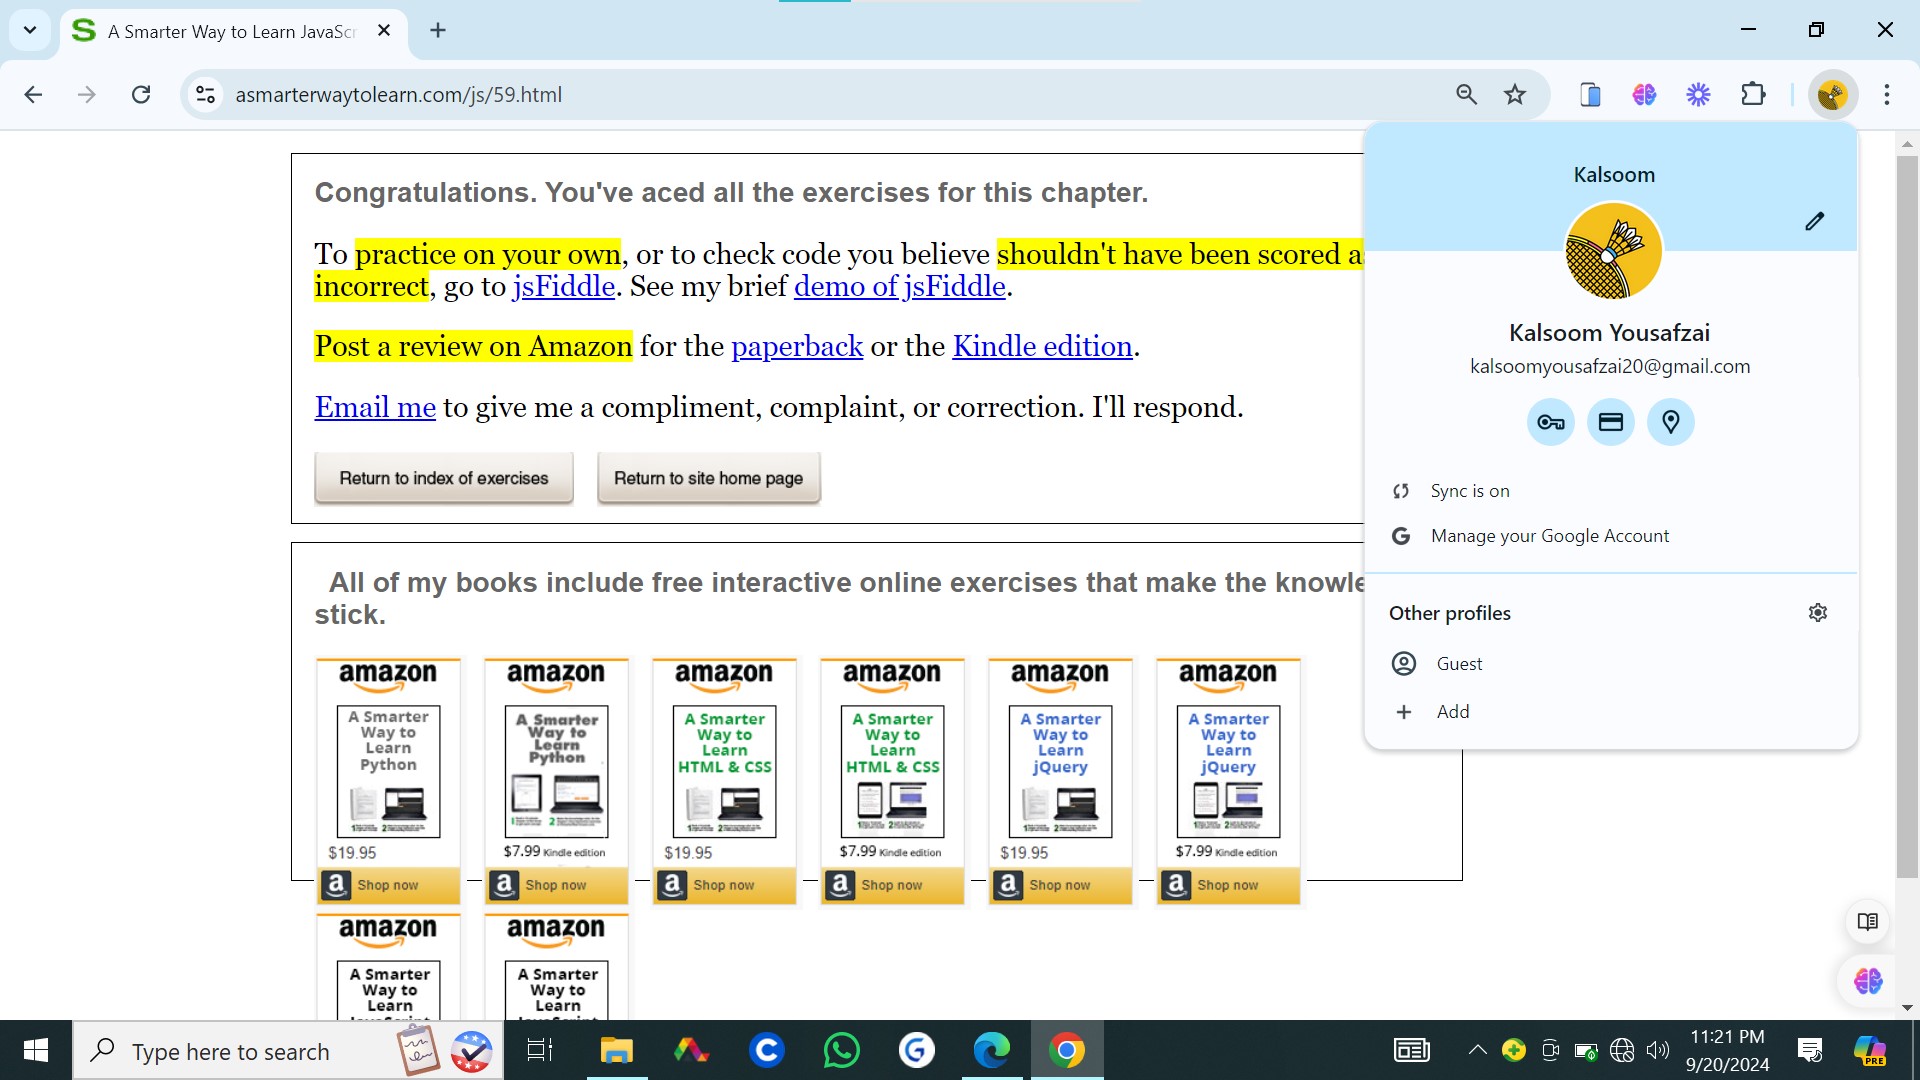 A Smarter Way to Learn JavaScr
asmarterwaytolearn.com/js/59.html
Congratulations. You've aced all the exercises for this chapter.
To practice on your own, or to check code you believe shouldn't have been scored a
incorrect, go to jsFiddle. See my brief demo of jsFiddle.
Post a review on Amazon for the paperback or the Kindle edition.
Email me to give me a compliment, complaint, or correction. I'll respond.
Return to index of exercises
Return to site home page
All of my books include free interactive online exercises that make the knowle
stick.
amazon
A Smarter
Way to
Learn
Python
$19.95
Shop now
amazon
A Smarter
Way to
Learn
Python
$7.99 Kindle edition
Shop now
amazon
A Smarter
Way to
Learn
HTML & CSS
$19.95
Shop now
amazon
A Smarter
Way to
Learn
HTML & CSS
$7.99 Kindle edition
Shop now
amazon
A Smarter
Way to
Learn
jQuery
$19.95
Shop now
amazon
A Smarter
Way to
Learn
jQuery
$7.99 Kindle edition
Shop now
amazon
A Smarter
Way to
Learn
amazon
A Smarter
Way to
Learn
Kalsoom
Kalsoom Yousafzai
kalsoomyousafzai20@gmail.com
Sync is on
Manage your Google Account
Other profiles
Guest
Add
Type here to search
11:21 PM
9/20/2024
PRE